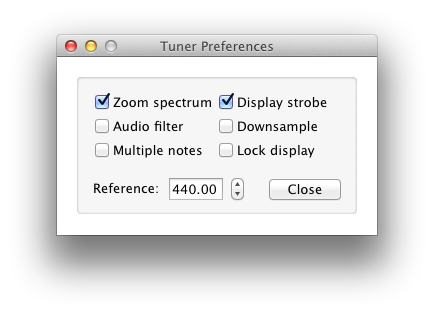 Tuner Preferences
Zoom spectrum Display strobe
Audio filter Downsample
Multiple notes Lock display
Reference: 440.00 Close